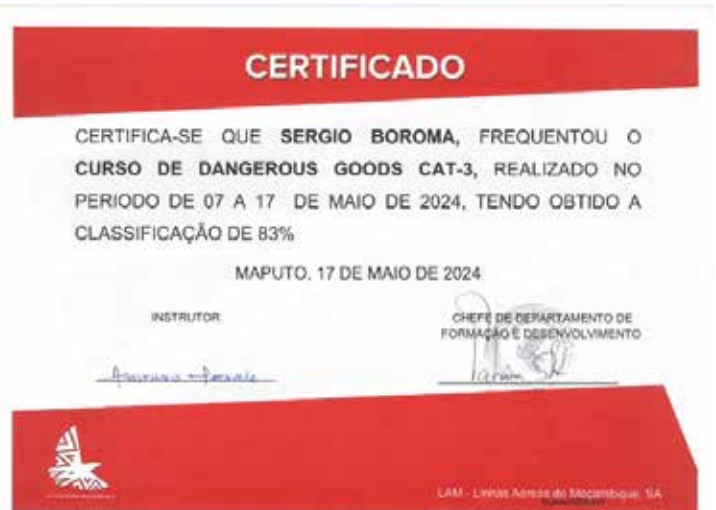 CERTIFICADO
CERTIFICA-SE QUE SERGIO BOROMA, FREQUENTOU O
CURSO DE DANGEROUS GOODS CAT-3, REALIZADO NO
PERIODO DE 07 A 17 DE MAIO DE 2024, TENDO OBTIDO A
CLASSIFICAÇÃO DE 83%
MAPUTO, 17 DE MAIO DE 2024
INSTRUTOR
CHEFE DE DEPARTAMENTO DE
FORMAÇÃO E DESENVOLVIMENTO
LAM - Linhas Aéreas de Moçambique, SA